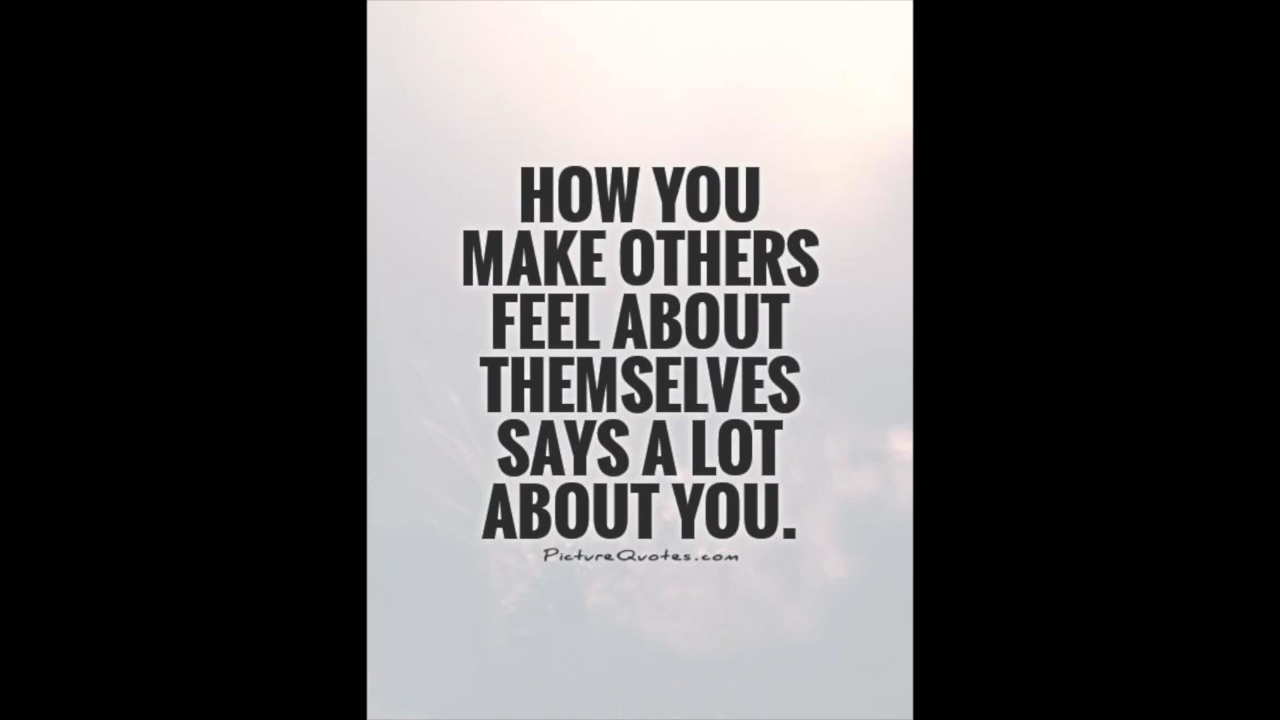 HOW YOU
MAKE OTHERS
FEEL ABOUT
THEMSELVES
SAYS A LOT
ABOUT YOU.
PictureQuotes.com